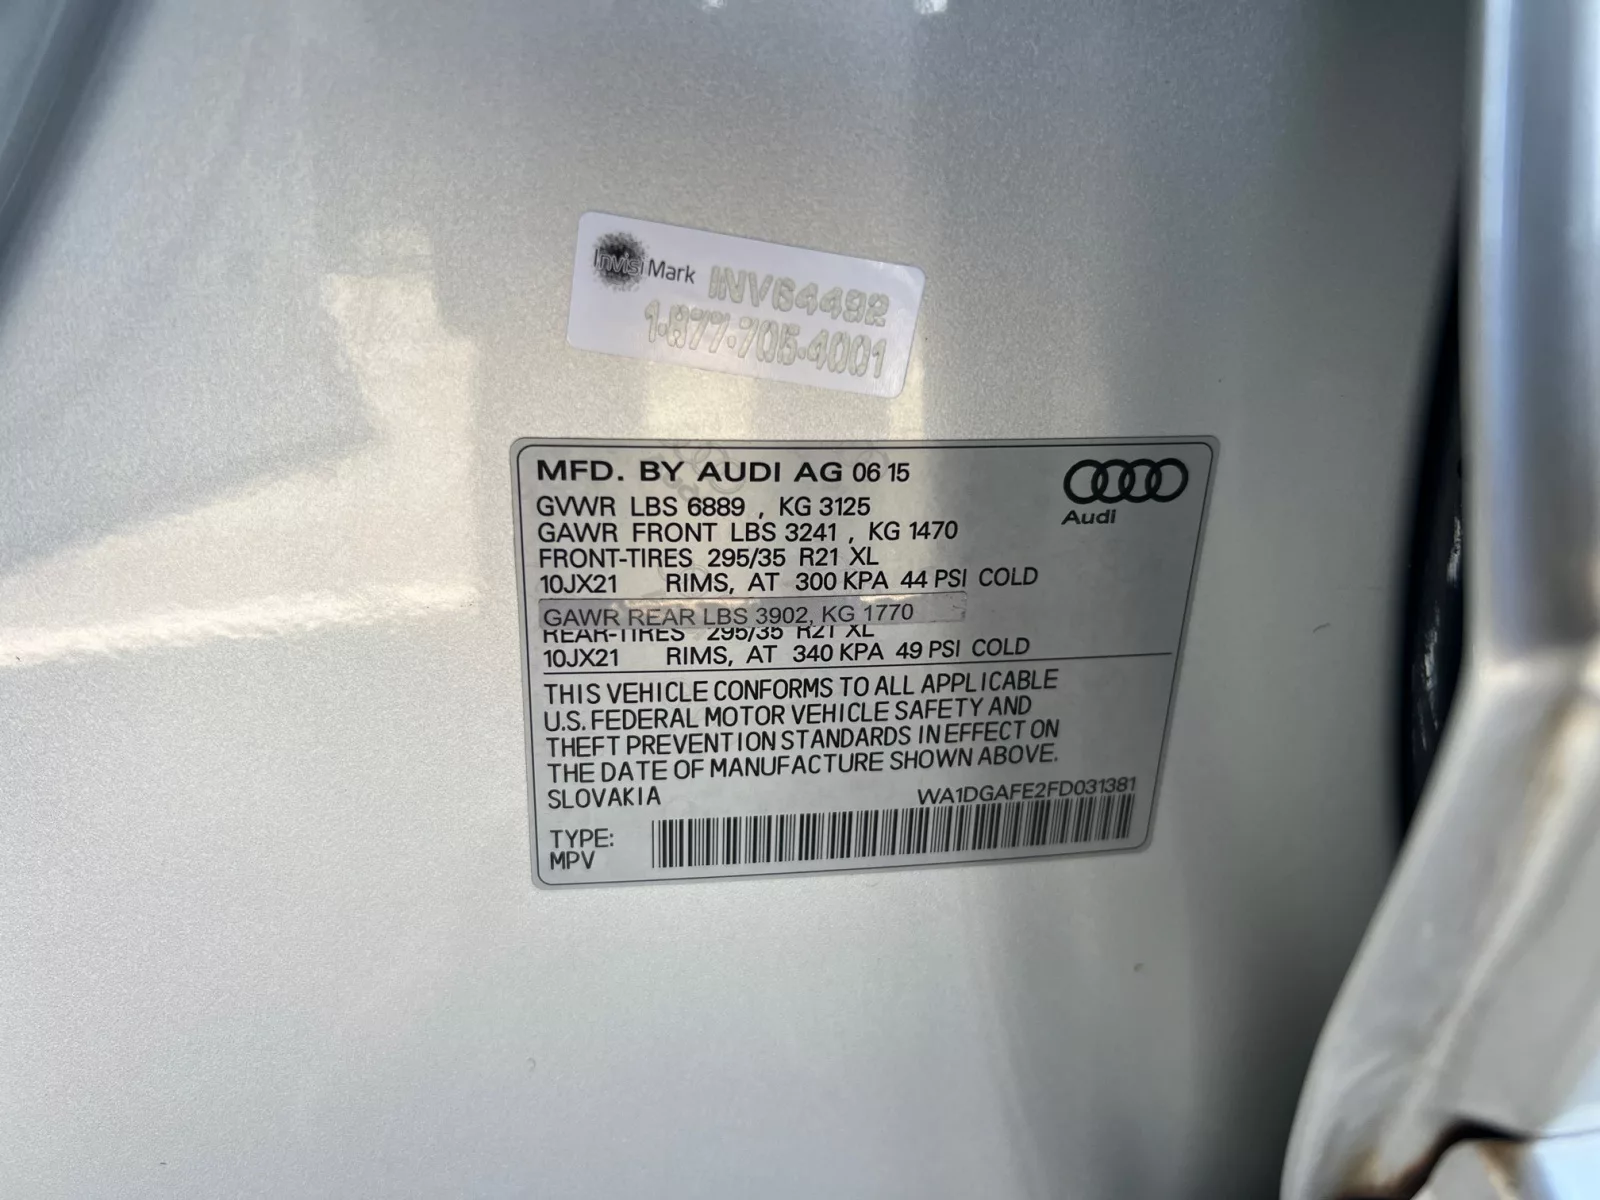 InvisiMark INV64492
1-877-705-4001
MFD. BY AUDI AG 06 15
Audi
GVWR LBS 6889 , KG 3125
GAWR FRONT LBS 3241 , KG 1470
FRONT-TIRES 295/35 R21 XL
10JX21 RIMS, AT 300 KPA 44 PSI COLD
GAWR REAR LBS 3902, KG 1770
REAR-TIRES 295/35 R21 XL
10JX21 RIMS, AT 340 KPA 49 PSI COLD
THIS VEHICLE CONFORMS TO ALL APPLICABLE
U.S. FEDERAL MOTOR VEHICLE SAFETY AND
THEFT PREVENTION STANDARDS IN EFFECT ON
THE DATE OF MANUFACTURE SHOWN ABOVE.
SLOVAKIA WA1DGAFE2FD031381
TYPE:
MPV